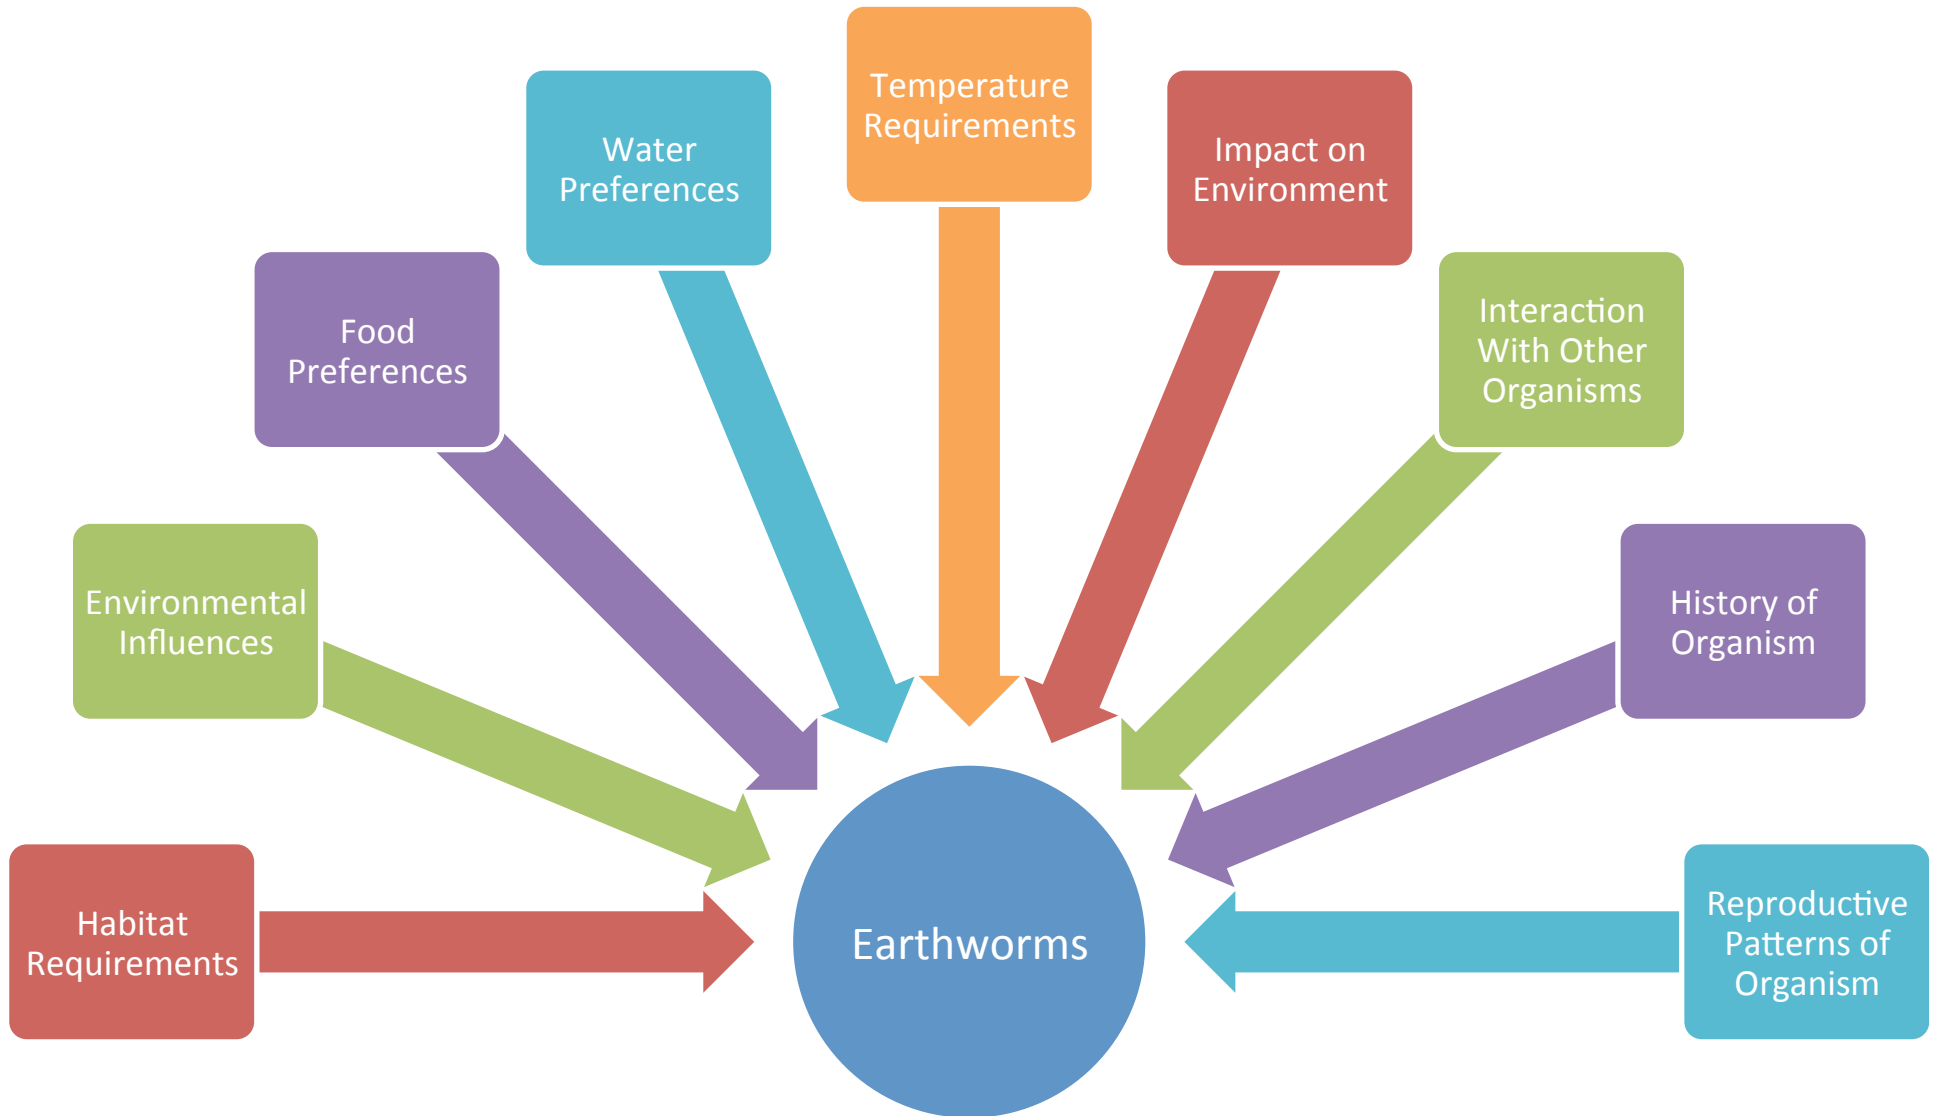 Temperature
Requirements
Water
Preferences
Impact on
Environment
Food
Preferences
Interaction
With Other
Organisms
Environmental
Influences
History of
Organism
Habitat
Requirements
Earthworms
Reproductive
Patterns of
Organism